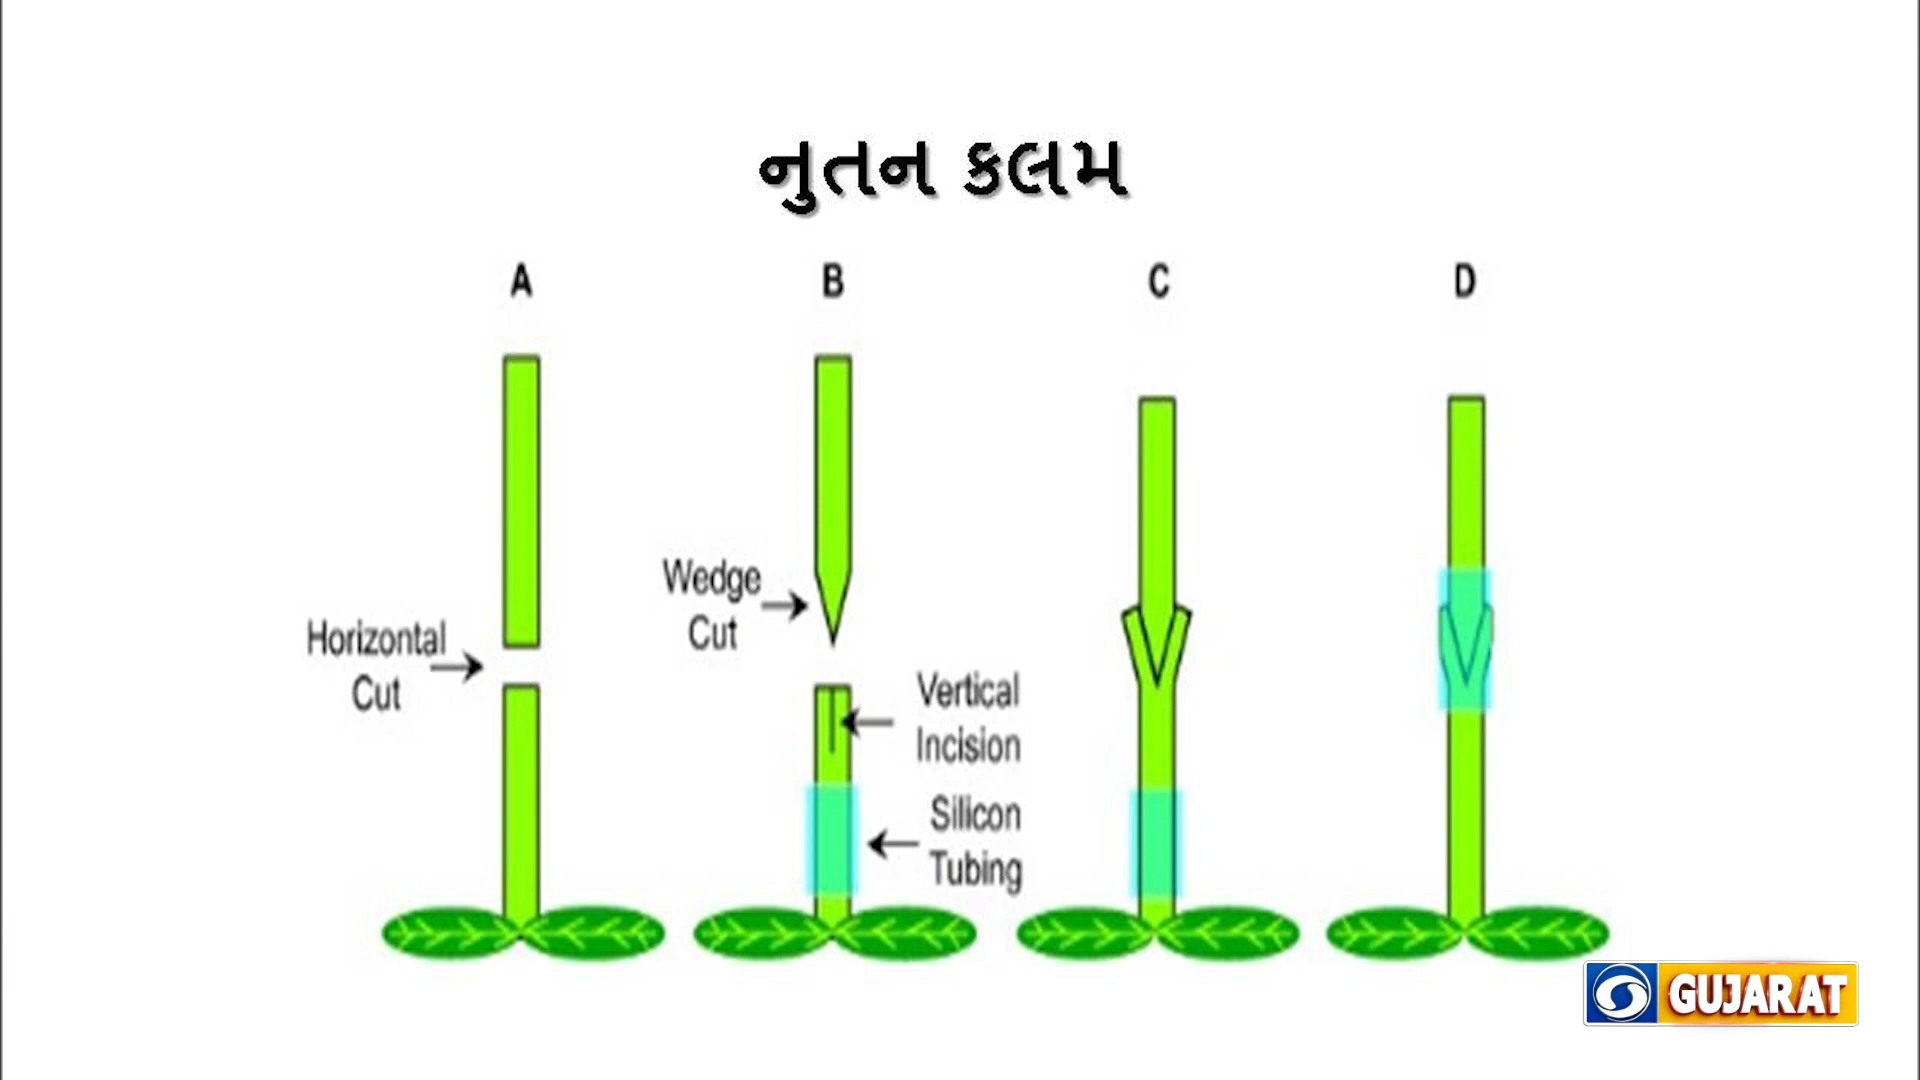 નુતન કલમ
A
B
C
D
Horizontal
Cut
Wedge
Cut
Vertical
Incision
Silicon
Tubing
GUJARAT